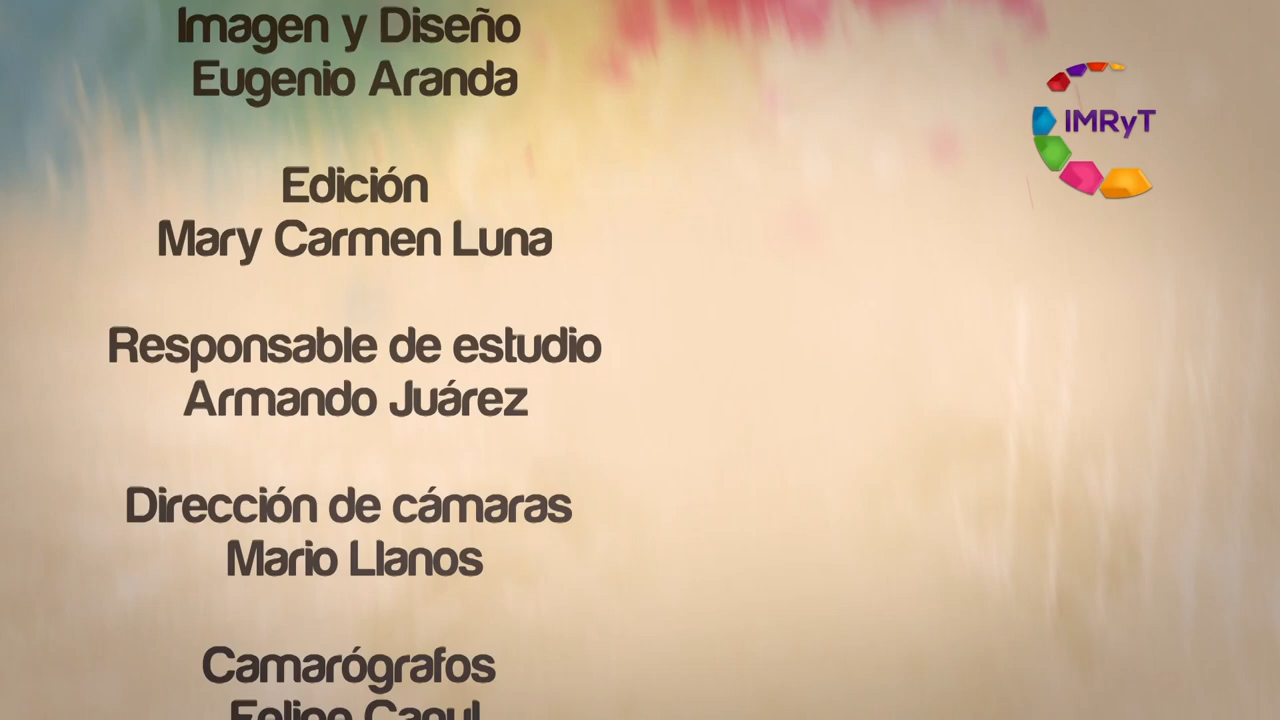 Imagen y Diseño
Eugenio Aranda
IMRyT
Edición
Mary Carmen Luna
Responsable de estudio
Armando Juárez
Dirección de cámaras
Mario Llanos
Camarógrafos
Felipe